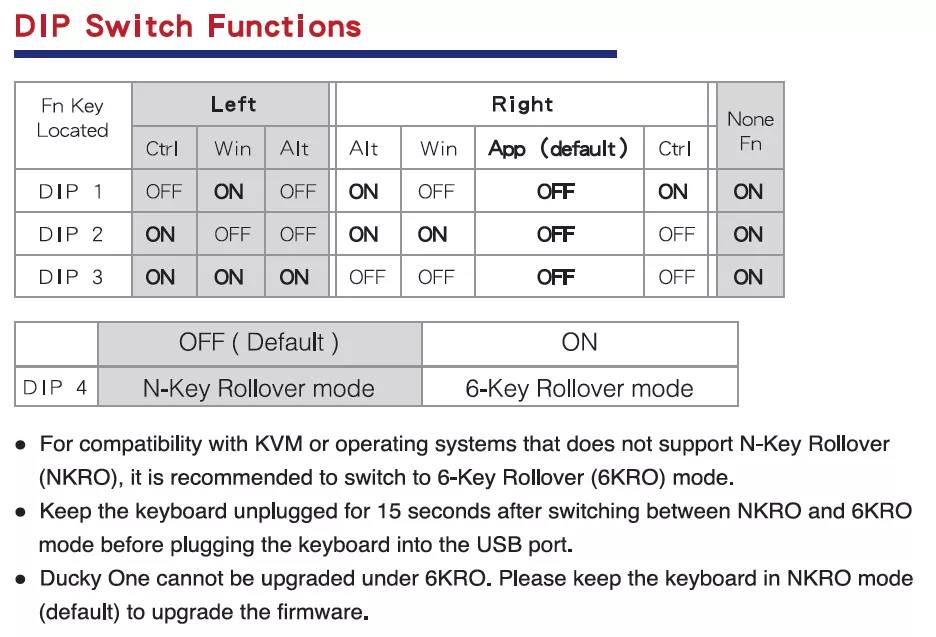 DIP Switch Functions
Fn Key Located Left Right None Fn
Ctrl Win Alt Alt Win App (default) Ctrl
DIP 1 OFF ON OFF ON OFF OFF ON ON
DIP 2 ON OFF OFF ON ON OFF OFF ON
DIP 3 ON ON ON OFF OFF OFF OFF ON
OFF ( Default ) ON
DIP 4 N-Key Rollover mode 6-Key Rollover mode
● For compatibility with KVM or operating systems that does not support N-Key Rollover
(NKRO), it is recommended to switch to 6-Key Rollover (6KRO) mode.
● Keep the keyboard unplugged for 15 seconds after switching between NKRO and 6KRO
mode before plugging the keyboard into the USB port.
● Ducky One cannot be upgraded under 6KRO. Please keep the keyboard in NKRO mode
(default) to upgrade the firmware.